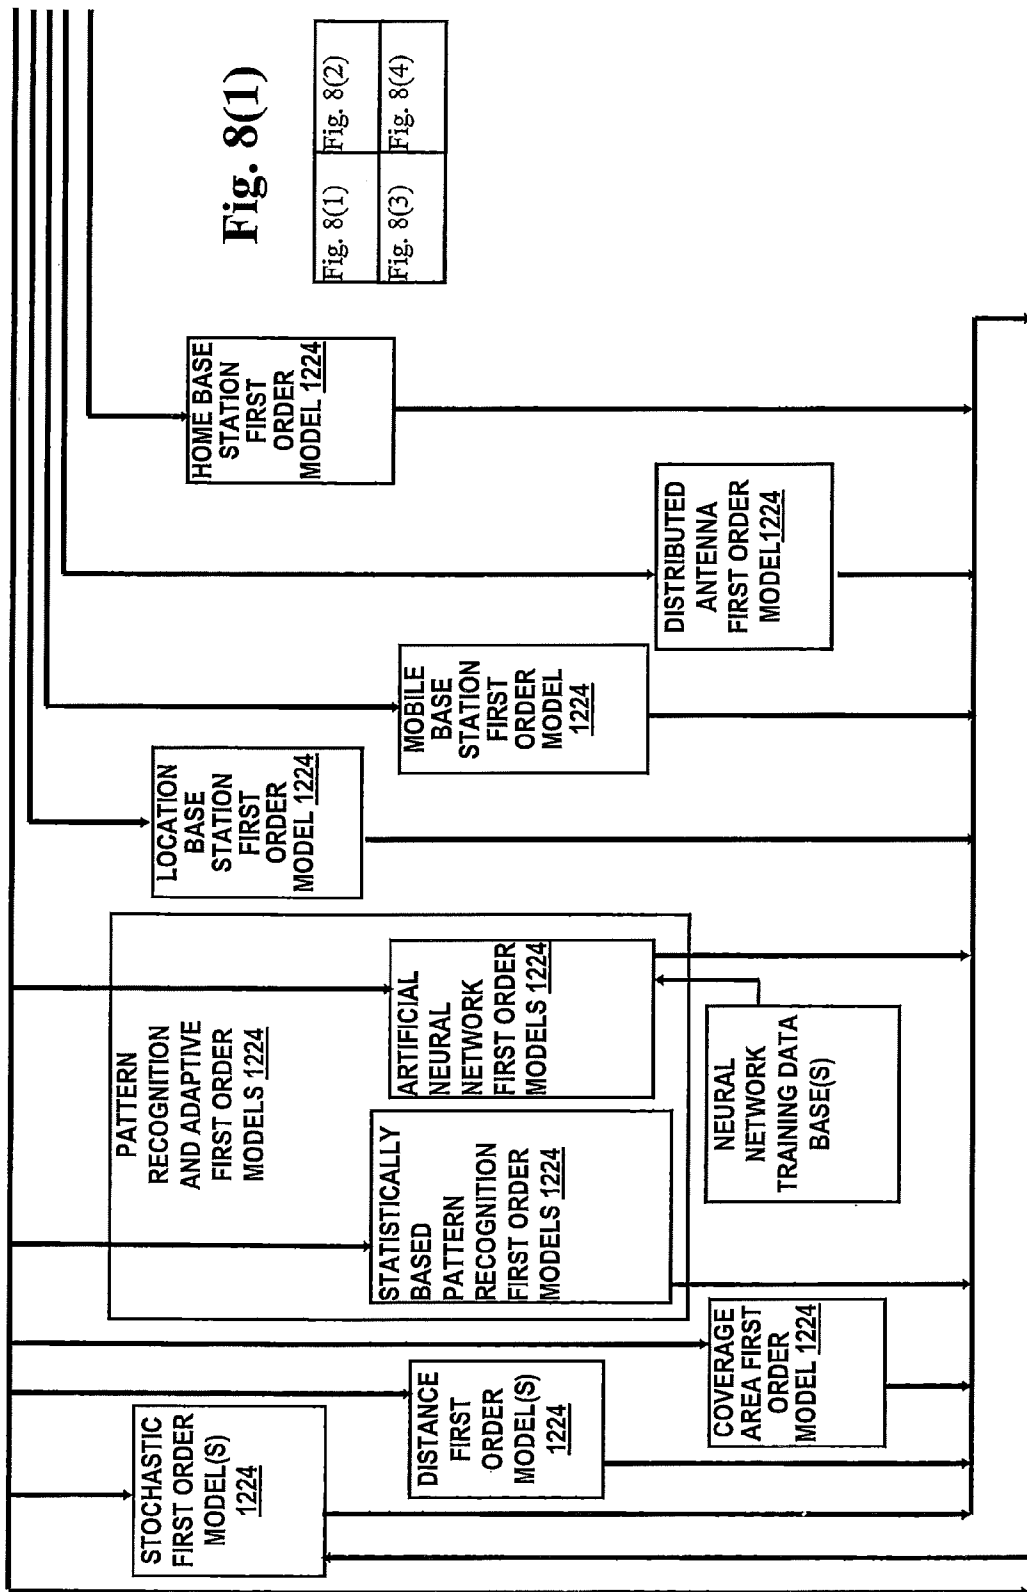 Fig. 8(1)
Fig. 8(1) Fig. 8(2)
Fig. 8(3) Fig. 8(4)
STOCHASTIC
FIRST ORDER
MODEL(S)
1224
DISTANCE
FIRST
ORDER
MODEL(S)
1224
COVERAGE
AREA FIRST
ORDER
MODEL 1224
PATTERN
RECOGNITION
AND ADAPTIVE
FIRST ORDER
MODELS 1224
STATISTICALLY
BASED
PATTERN
RECOGNITION
FIRST ORDER
MODELS 1224
ARTIFICIAL
NEURAL
NETWORK
FIRST ORDER
MODELS 1224
NEURAL
NETWORK
TRAINING DATA
BASE(S)
LOCATION
BASE
STATION
FIRST
ORDER
MODEL 1224
MOBILE
BASE
STATION
FIRST
ORDER
MODEL
1224
DISTRIBUTED
ANTENNA
FIRST ORDER
MODEL1224
HOME BASE
STATION
FIRST
ORDER
MODEL 1224